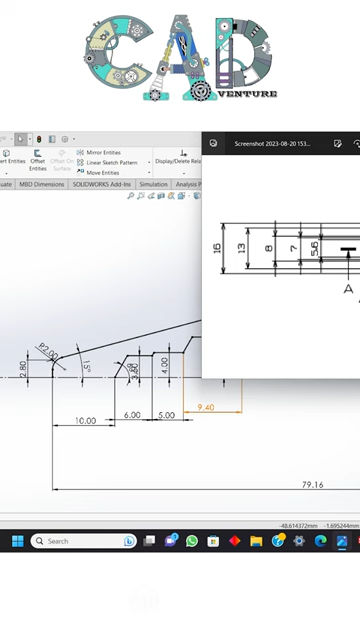 CAD
VENTURE
Screenshot 2023-08-20 153...
ert Entities
Offset Entities
Offset On Surface
Mirror Entities
Linear Sketch Pattern
Move Entities
Display/Delete Rela
uate
MBD Dimensions
SOLIDWORKS Add-Ins
Simulation
Analysis P
16
13
8
7
5,6
A
R2.00
2.80
15°
4.00
10.00
6.00
5.00
9.40
79.16
-48.614372mm
-1.695244mm
Search